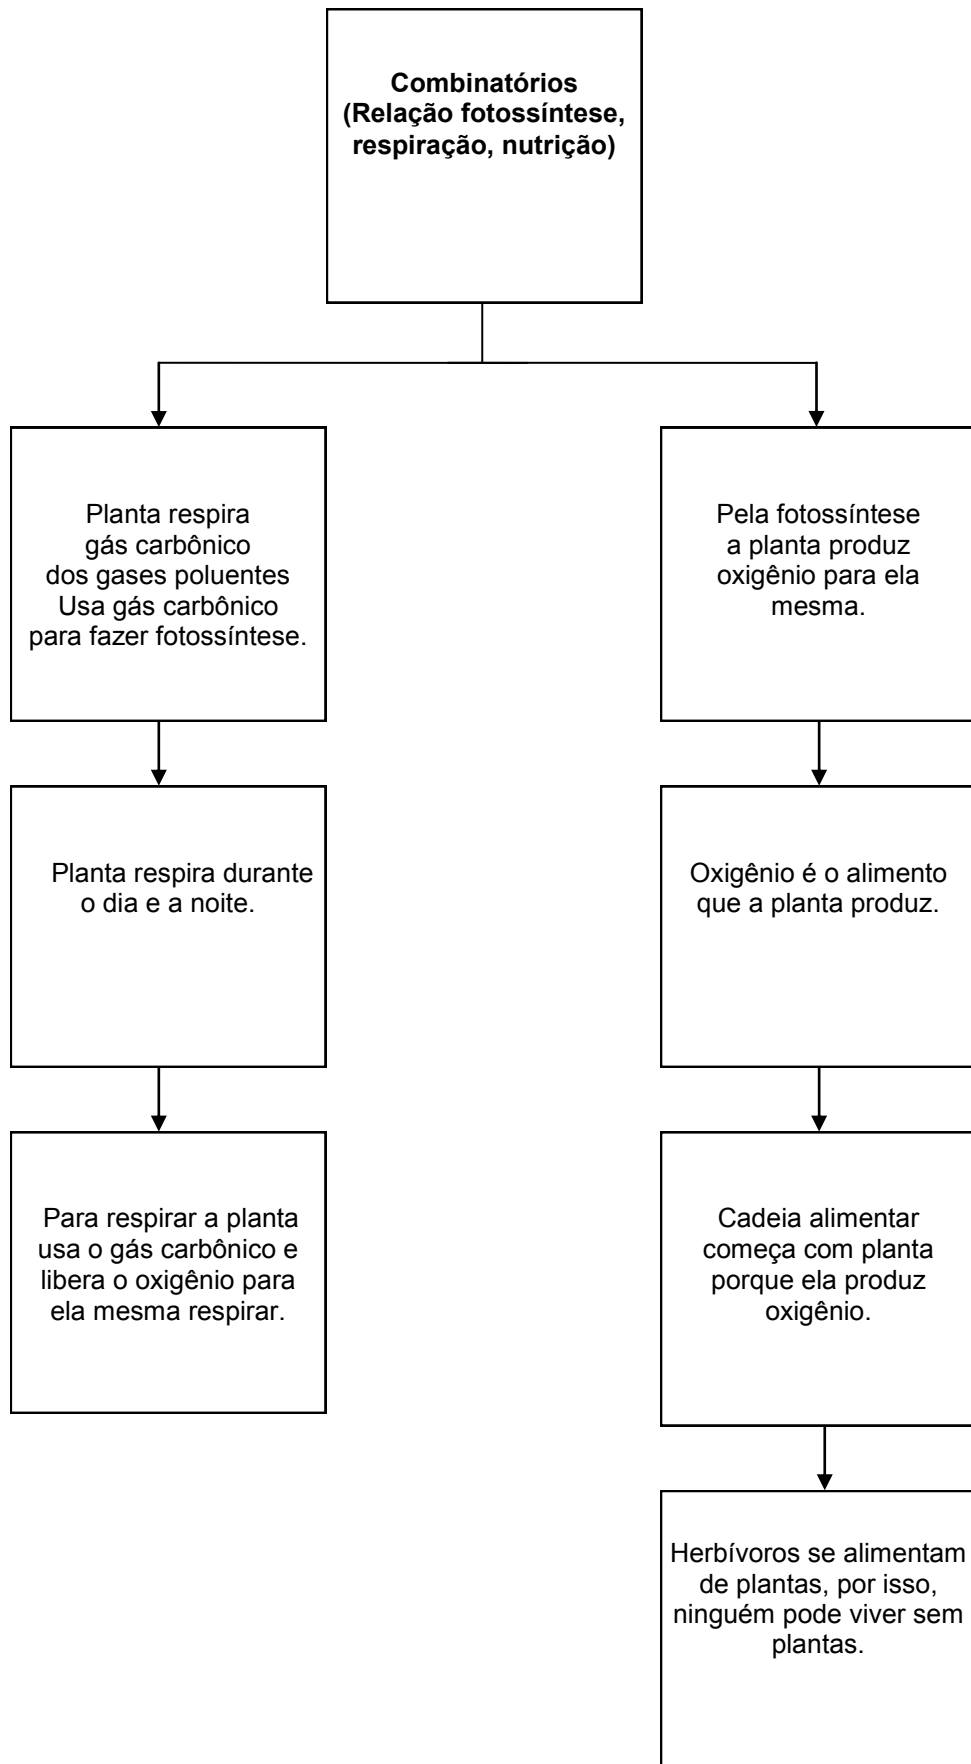 Combinatórios
(Relação fotossíntese,
respiração, nutrição)
Planta respira
gás carbônico
dos gases poluentes
Usa gás carbônico
para fazer fotossíntese.
Pela fotossíntese
a planta produz
oxigênio para ela
mesma.
Planta respira durante
o dia e a noite.
Oxigênio é o alimento
que a planta produz.
Para respirar a planta
usa o gás carbônico e
libera o oxigênio para
ela mesma respirar.
Cadeia alimentar
começa com planta
porque ela produz
oxigênio.
Herbívoros se alimentam
de plantas, por isso,
ninguém pode viver sem
plantas.